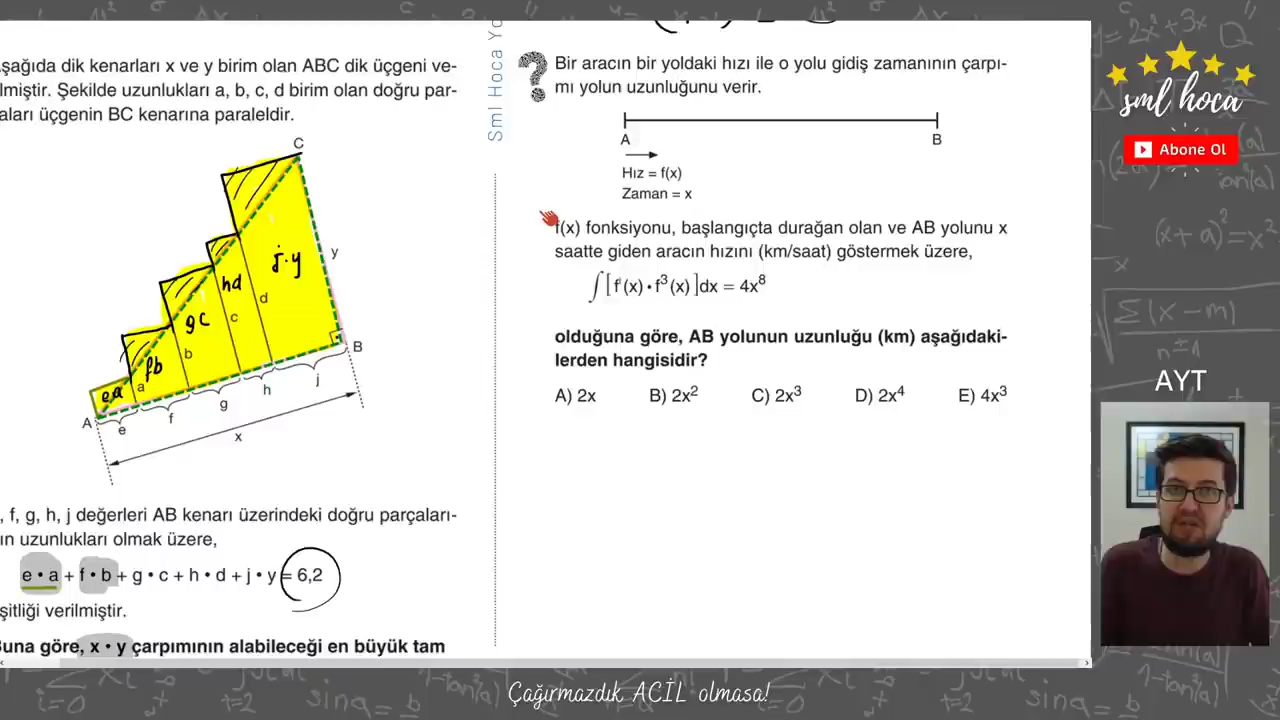 şağıda dik kenarları x ve y birim olan ABC dik üçgeni ve-
lmiştir. Şekilde uzunlukları a, b, c, d birim olan doğru par-
aları üçgenin BC kenarına paraleldir.
C
j·y
y
hd
d
gc
c
fb
b
B
ea
a
j
h
A
g
f
e
x
, f, g, h, j değerleri AB kenarı üzerindeki doğru parçaları-
ın uzunlukları olmak üzere,
e • a + f • b + g • c + h • d + j • y = 6,2
şitliği verilmiştir.
Buna göre, x • y çarpımının alabileceği en büyük tam
Sml Hoca Yo
?
Bir aracın bir yoldaki hızı ile o yolu gidiş zamanının çarpı-
mı yolun uzunluğunu verir.
A B
Hız = f(x)
Zaman = x
f(x) fonksiyonu, başlangıçta durağan olan ve AB yolunu x
saatte giden aracın hızını (km/saat) göstermek üzere,
∫[f'(x)•f³(x)]dx = 4x⁸
olduğuna göre, AB yolunun uzunluğu (km) aşağıdaki-
lerden hangisidir?
A) 2x B) 2x² C) 2x³ D) 2x⁴ E) 4x³
sml hoca
Abone Ol
AYT
Çağırmazdık ACİL olmasa!